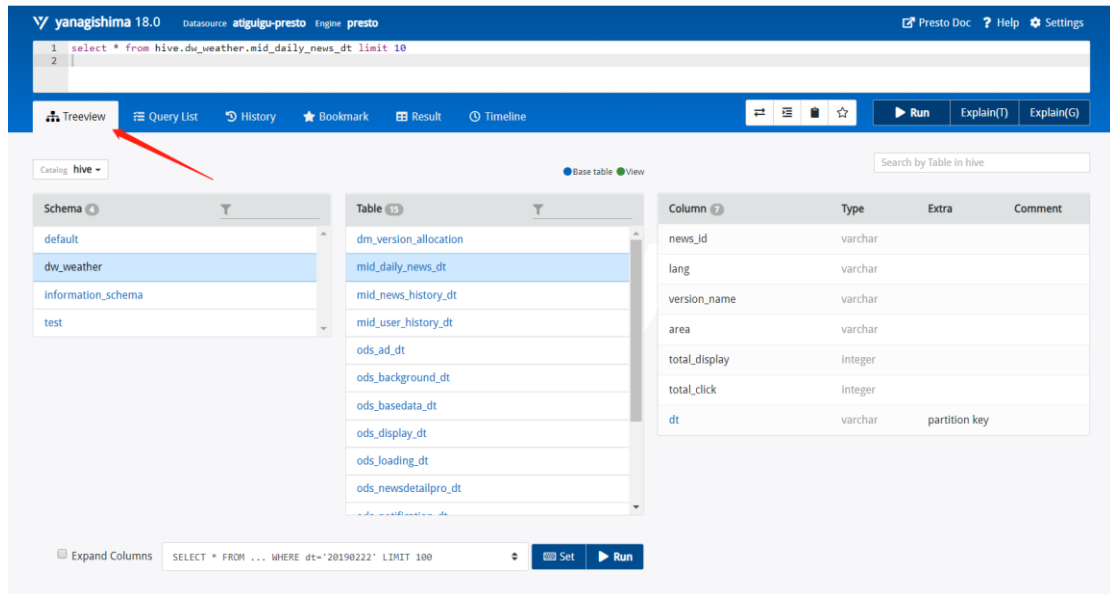 yanagishima 18.0 Datasource atiguigu-presto Engine presto Presto Doc ? Help Settings
1 select * from hive.dw_weather.mid_daily_news_dt limit 10
2
Treeview Query List History Bookmark Result Timeline Run Explain(T) Explain(G)
Catalog hive Base table View Search by Table in hive
Schema 4 Table 15 Column 7 Type Extra Comment
default dm_version_allocation news_id varchar
dw_weather mid_daily_news_dt lang varchar
information_schema mid_news_history_dt version_name varchar
test mid_user_history_dt area varchar
ods_ad_dt total_display integer
ods_background_dt total_click integer
ods_basedata_dt dt varchar partition key
ods_display_dt
ods_loading_dt
ods_newsdetailpro_dt
Expand Columns SELECT * FROM ... WHERE dt='20190222' LIMIT 100 Set Run